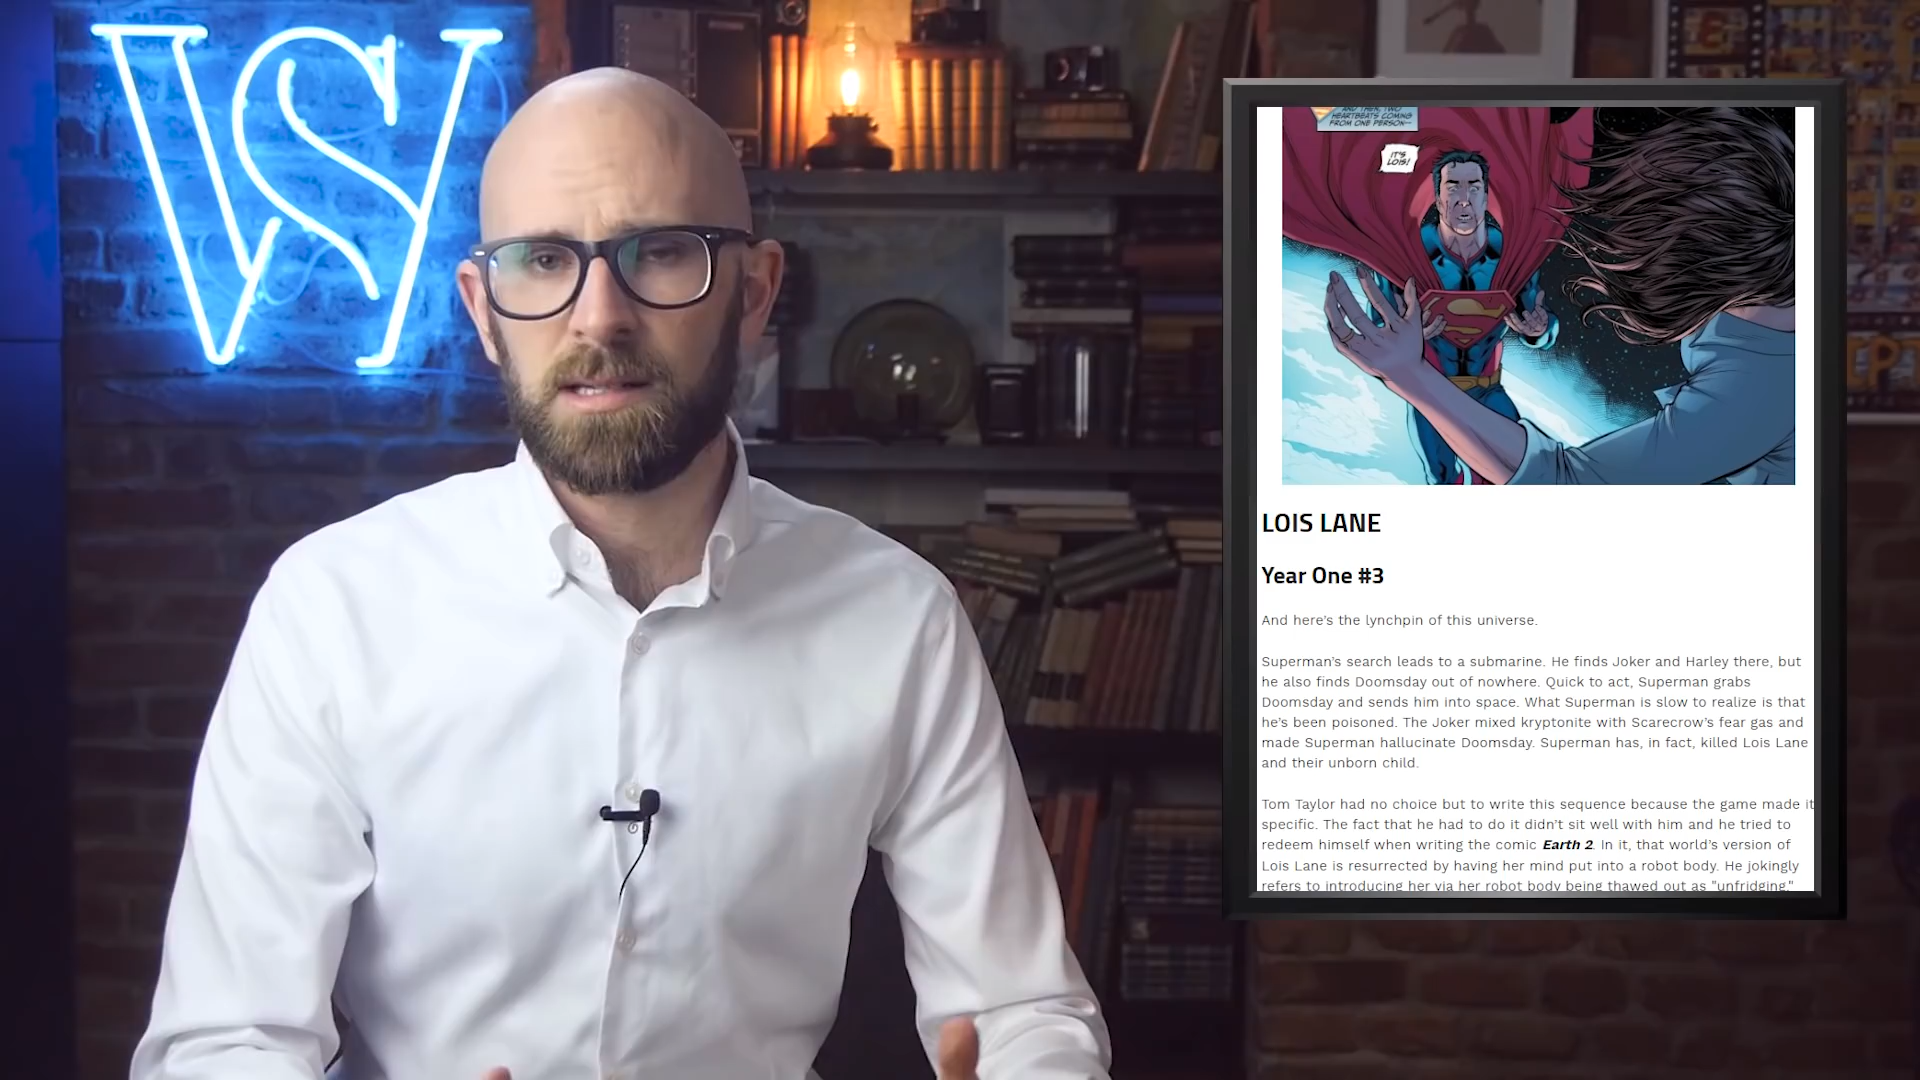 WS
AND THEN, TWO
HEARTBEATS COMING
FROM ONE PERSON—
IT'S
LOIS!
LOIS LANE
Year One #3
And here's the lynchpin of this universe.
Superman's search leads to a submarine. He finds Joker and Harley there, but
he also finds Doomsday out of nowhere. Quick to act, Superman grabs
Doomsday and sends him into space. What Superman is slow to realize is that
he's been poisoned. The Joker mixed kryptonite with Scarecrow's fear gas and
made Superman hallucinate Doomsday. Superman has, in fact, killed Lois Lane
and their unborn child.
Tom Taylor had no choice but to write this sequence because the game made it
specific. The fact that he had to do it didn't sit well with him and he tried to
redeem himself when writing the comic Earth 2. In it, that world's version of
Lois Lane is resurrected by having her mind put into a robot body. He jokingly
refers to introducing her via her robot body being thawed out as "unfridging."